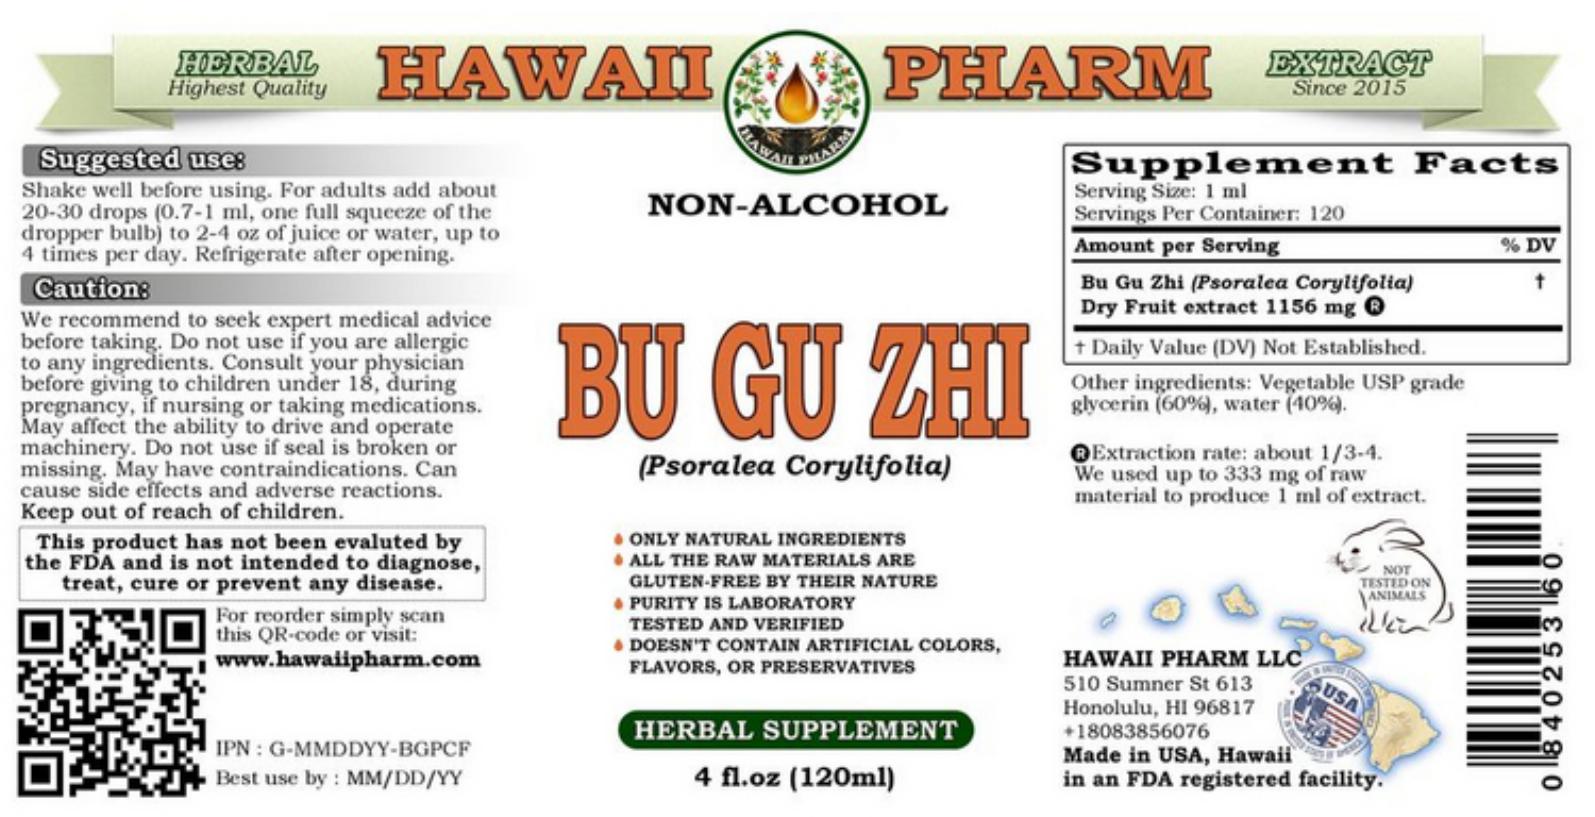 HERBAL
Highest Quality
HAWAII PHARM
HAWAII PHARM
EXTRACT
Since 2015
Suggested use:
Shake well before using. For adults add about
20-30 drops (0.7-1 ml, one full squeeze of the
dropper bulb) to 2-4 oz of juice or water, up to
4 times per day. Refrigerate after opening.
Caution:
We recommend to seek expert medical advice
before taking. Do not use if you are allergic
to any ingredients. Consult your physician
before giving to children under 18, during
pregnancy, if nursing or taking medications.
May affect the ability to drive and operate
machinery. Do not use if seal is broken or
missing. May have contraindications. Can
cause side effects and adverse reactions.
Keep out of reach of children.
This product has not been evaluted by
the FDA and is not intended to diagnose,
treat, cure or prevent any disease.
For reorder simply scan
this QR-code or visit:
www.hawaiipharm.com
IPN : G-MMDDYY-BGPCF
Best use by : MM/DD/YY
NON-ALCOHOL
BU GU ZHI
(Psoralea Corylifolia)
ONLY NATURAL INGREDIENTS
ALL THE RAW MATERIALS ARE
GLUTEN-FREE BY THEIR NATURE
PURITY IS LABORATORY
TESTED AND VERIFIED
DOESN'T CONTAIN ARTIFICIAL COLORS,
FLAVORS, OR PRESERVATIVES
HERBAL SUPPLEMENT
4 fl.oz (120ml)
Supplement Facts
Serving Size: 1 ml
Servings Per Container: 120
Amount per Serving % DV
Bu Gu Zhi (Psoralea Corylifolia) †
Dry Fruit extract 1156 mg Ⓡ
† Daily Value (DV) Not Established.
Other ingredients: Vegetable USP grade
glycerin (60%), water (40%).
ⓇExtraction rate: about 1/3-4.
We used up to 333 mg of raw
material to produce 1 ml of extract.
NOT
TESTED ON
ANIMALS
HAWAII PHARM LLC
510 Sumner St 613
Honolulu, HI 96817
+18083856076
Made in USA, Hawaii
in an FDA registered facility.
USA
0 84025 3 160